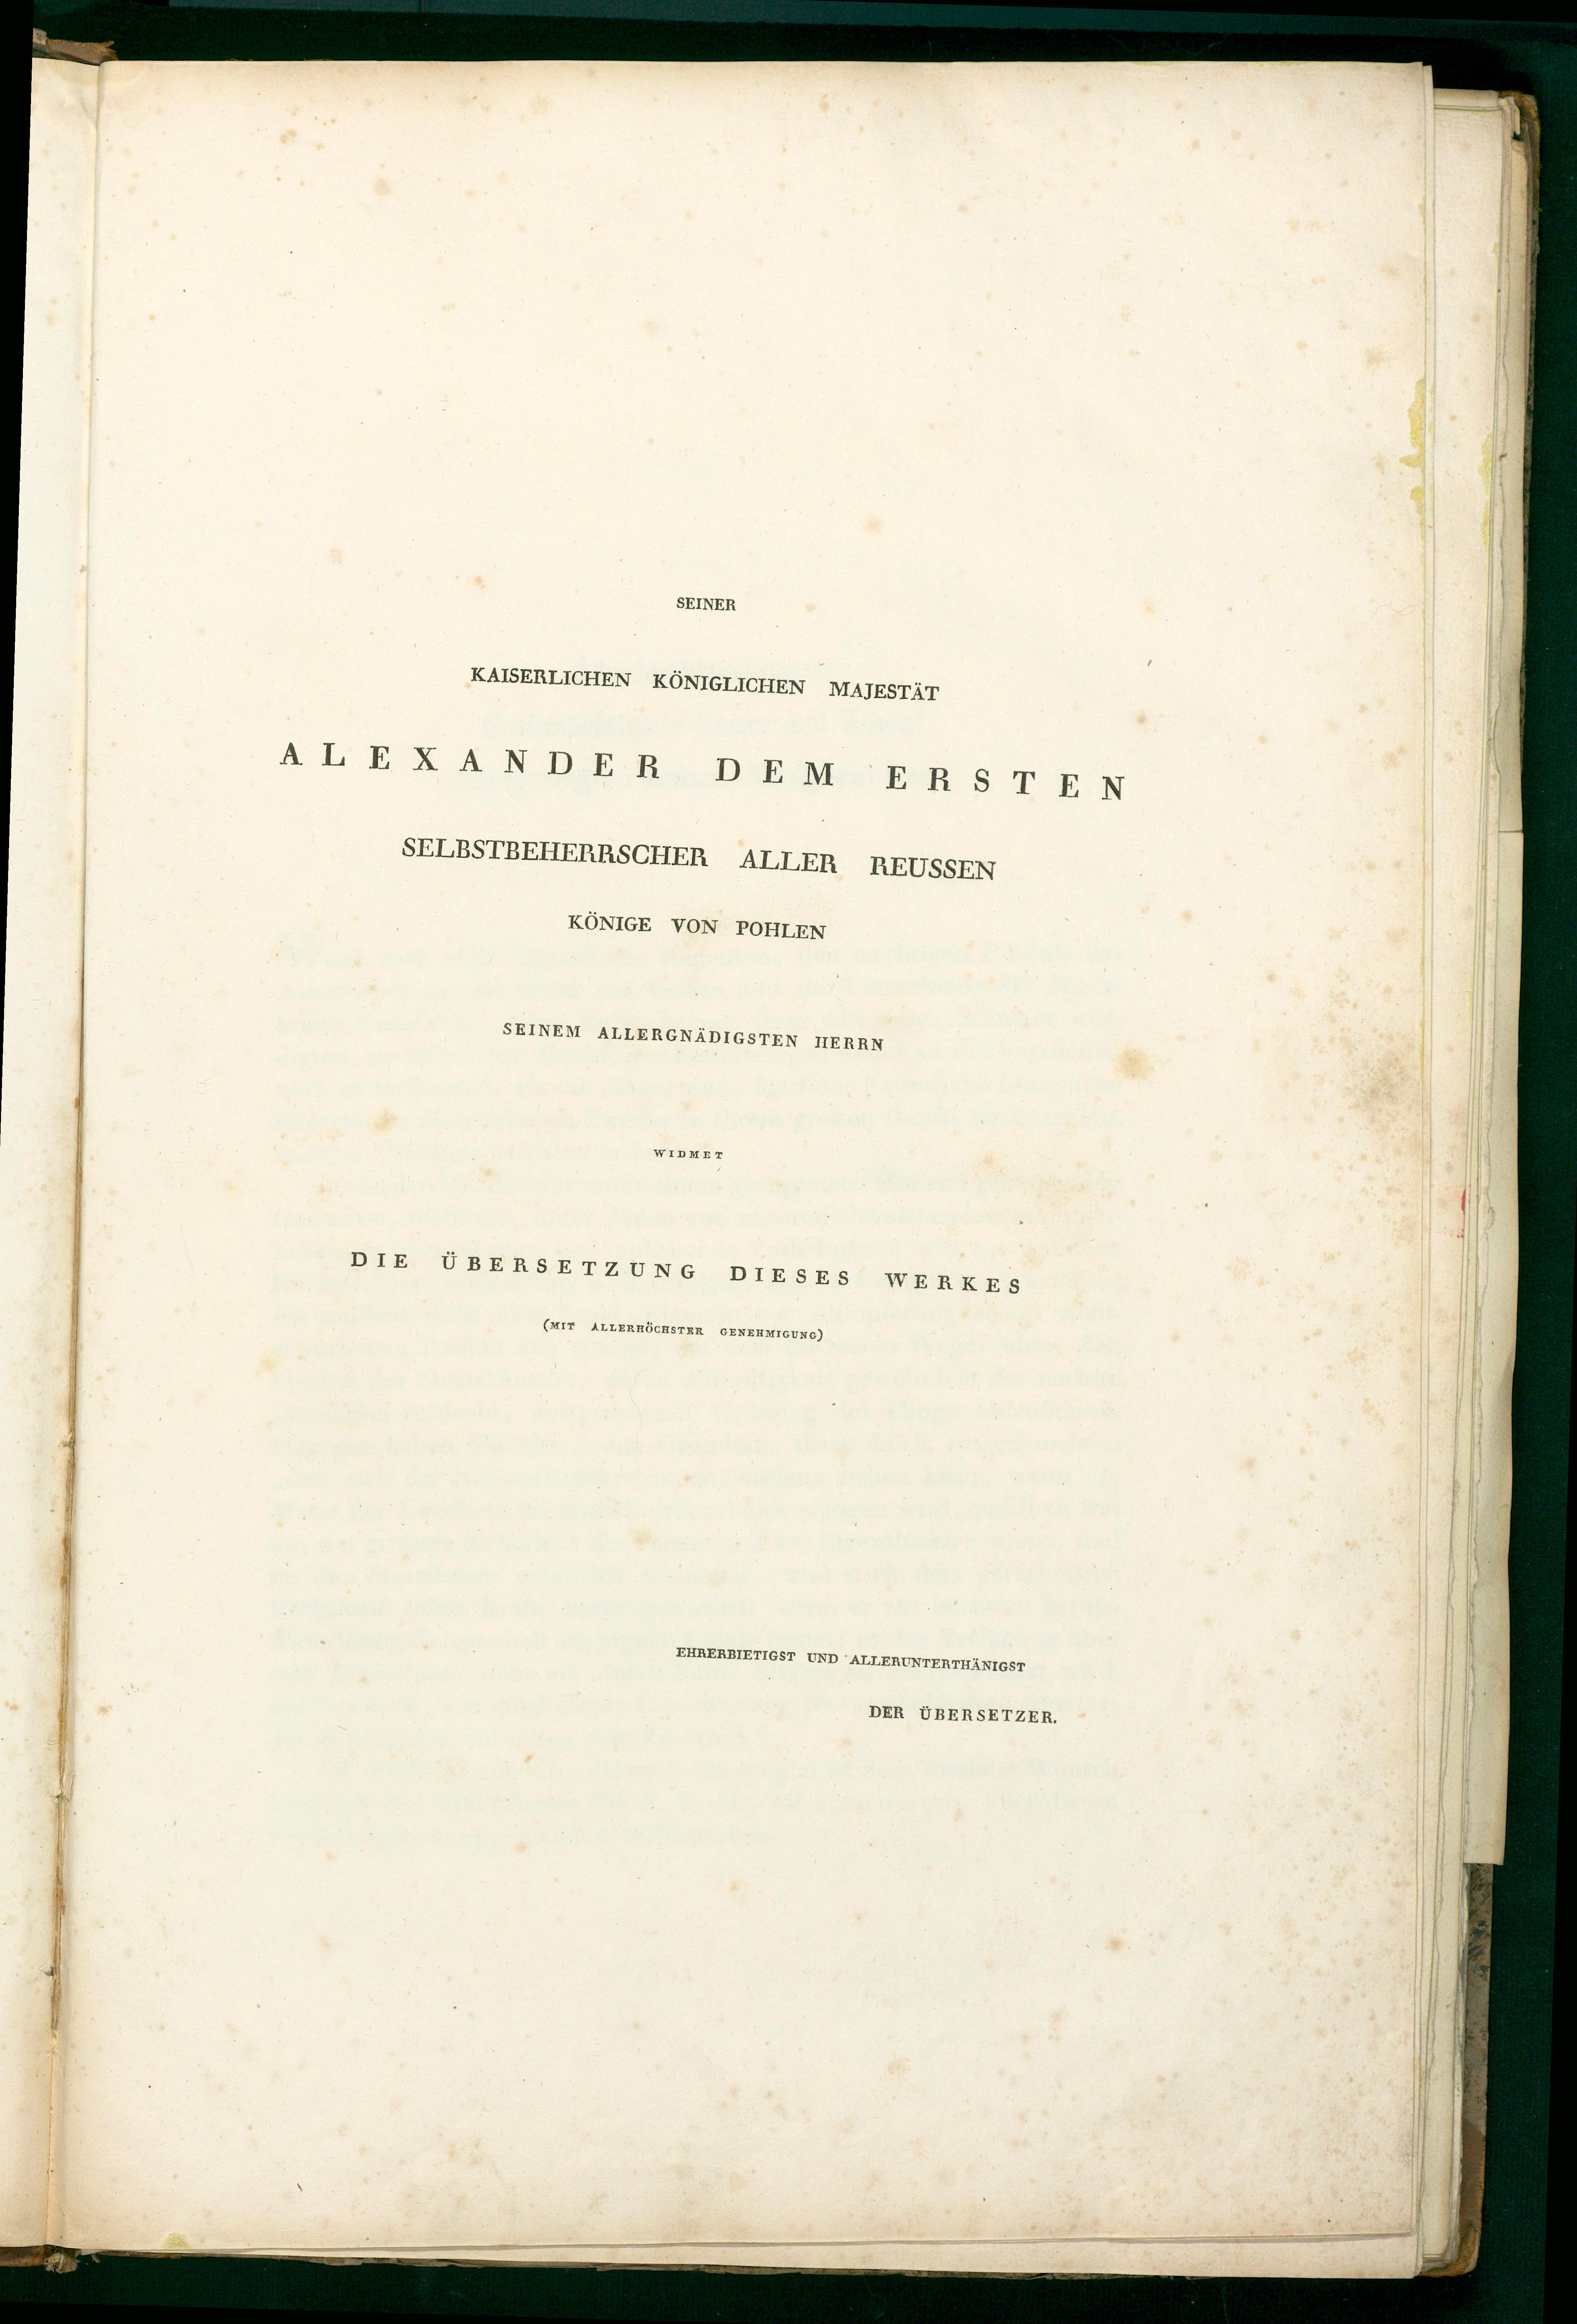 SEINER
KAISERLICHEN KÖNIGLICHEN MAJESTÄT
ALEXANDER DEM ERSTEN
SELBSTBEHERRSCHER ALLER REUSSEN
KÖNIGE VON POHLEN
SEINEM ALLERGNÄDIGSTEN HERRN
WIDMET
DIE ÜBERSETZUNG DIESES WERKES
(MIT ALLERHÖCHSTER GENEHMIGUNG)
EHRERBIETIGST UND ALLERUNTERTHÄNIGST
DER ÜBERSETZER.